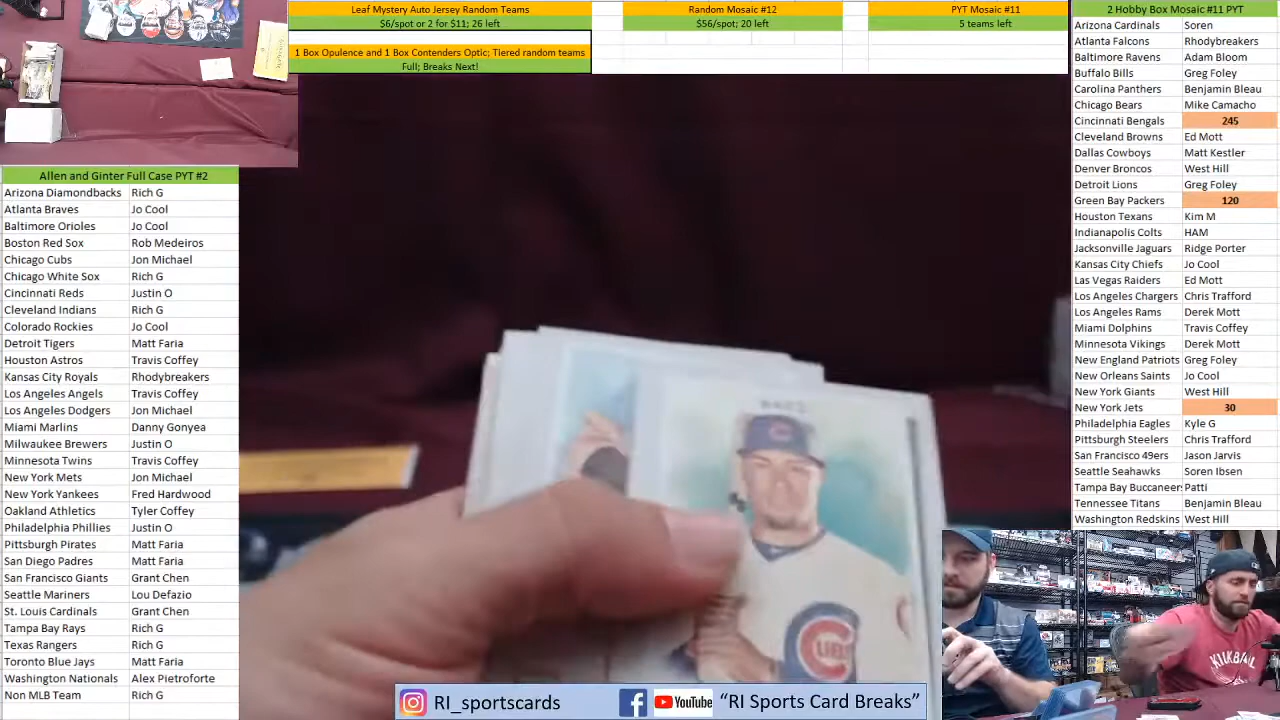 Leaf Mystery Auto Jersey Random Teams
$6/spot or 2 for $11; 26 left
1 Box Opulence and 1 Box Contenders Optic; Tiered random teams
Full; Breaks Next!
Random Mosaic #12
$56/spot; 20 left
PYT Mosaic #11
5 teams left
2 Hobby Box Mosaic #11 PYT
Arizona Cardinals Soren
Atlanta Falcons Rhodybreakers
Baltimore Ravens Adam Bloom
Buffalo Bills Greg Foley
Carolina Panthers Benjamin Bleau
Chicago Bears Mike Camacho
Cincinnati Bengals 245
Cleveland Browns Ed Mott
Dallas Cowboys Matt Kestler
Denver Broncos West Hill
Detroit Lions Greg Foley
Green Bay Packers 120
Houston Texans Kim M
Indianapolis Colts HAM
Jacksonville Jaguars Ridge Porter
Kansas City Chiefs Jo Cool
Las Vegas Raiders Ed Mott
Los Angeles Chargers Chris Trafford
Los Angeles Rams Derek Mott
Miami Dolphins Travis Coffey
Minnesota Vikings Derek Mott
New England Patriots Greg Foley
New Orleans Saints Jo Cool
New York Giants West Hill
New York Jets 30
Philadelphia Eagles Kyle G
Pittsburgh Steelers Chris Trafford
San Francisco 49ers Jason Jarvis
Seattle Seahawks Soren Ibsen
Tampa Bay Buccaneers Patti
Tennessee Titans Benjamin Bleau
Washington Redskins West Hill
Allen and Ginter Full Case PYT #2
Arizona Diamondbacks Rich G
Atlanta Braves Jo Cool
Baltimore Orioles Jo Cool
Boston Red Sox Rob Medeiros
Chicago Cubs Jon Michael
Chicago White Sox Rich G
Cincinnati Reds Justin O
Cleveland Indians Rich G
Colorado Rockies Jo Cool
Detroit Tigers Matt Faria
Houston Astros Travis Coffey
Kansas City Royals Rhodybreakers
Los Angeles Angels Travis Coffey
Los Angeles Dodgers Jon Michael
Miami Marlins Danny Gonyea
Milwaukee Brewers Justin O
Minnesota Twins Travis Coffey
New York Mets Jon Michael
New York Yankees Fred Hardwood
Oakland Athletics Tyler Coffey
Philadelphia Phillies Justin O
Pittsburgh Pirates Matt Faria
San Diego Padres Matt Faria
San Francisco Giants Grant Chen
Seattle Mariners Lou Defazio
St. Louis Cardinals Grant Chen
Tampa Bay Rays Rich G
Texas Rangers Rich G
Toronto Blue Jays Matt Faria
Washington Nationals Alex Pietroforte
Non MLB Team Rich G
RI_sportscards
YouTube
“RI Sports Card Breaks”